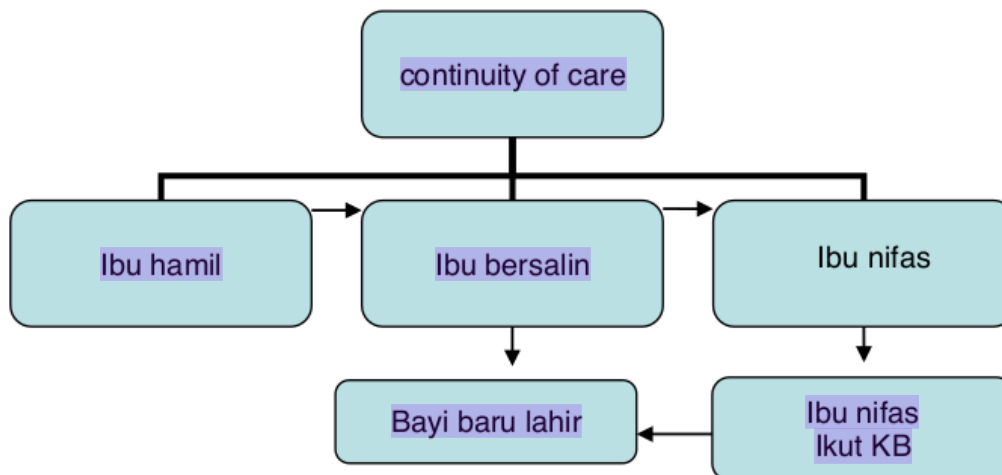 continuity of care
Ibu hamil
Ibu bersalin
Ibu nifas
Bayi baru lahir
Ibu nifas
Ikut KB